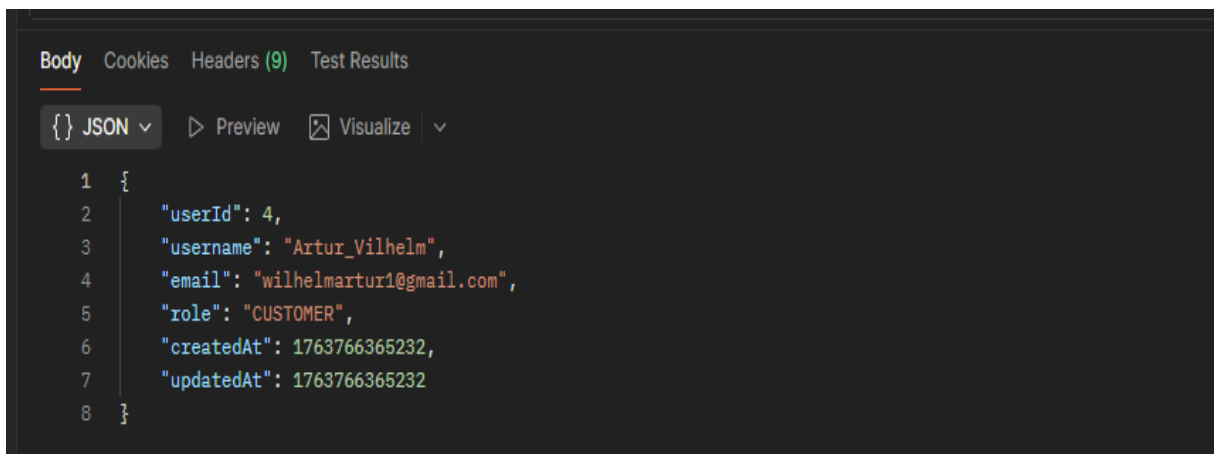 Body Cookies Headers (9) Test Results
{} JSON Preview Visualize
1 {
2 "userId": 4,
3 "username": "Artur_Vilhelm",
4 "email": "wilhelmartur1@gmail.com",
5 "role": "CUSTOMER",
6 "createdAt": 1763766365232,
7 "updatedAt": 1763766365232
8 }